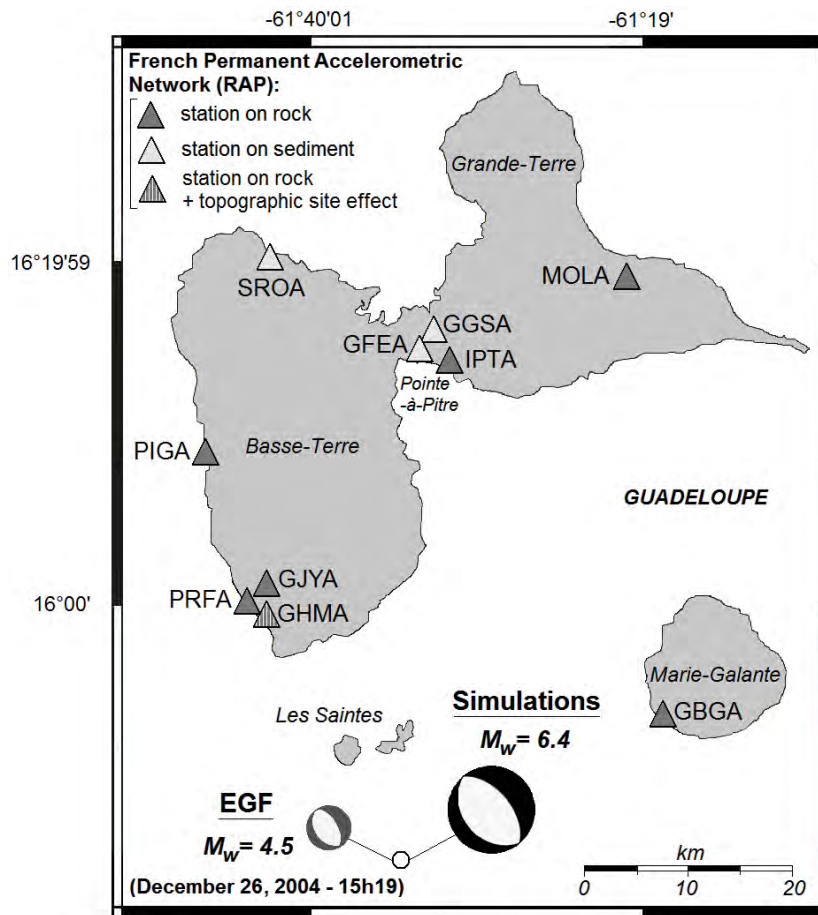 -61°40'01
-61°19'
French Permanent Accelerometric
Network (RAP):
station on rock
station on sediment
station on rock
+ topographic site effect
Grande-Terre
16°19'59
SROA
MOLA
GGSA
GFEA
IPTA
Pointe
-à-Pitre
PIGA
Basse-Terre
GUADELOUPE
16°00'
GJYA
PRFA
GHMA
Marie-Galante
GBGA
Les Saintes
Simulations
Mw= 6.4
EGF
Mw= 4.5
(December 26, 2004 - 15h19)
km
0 10 20